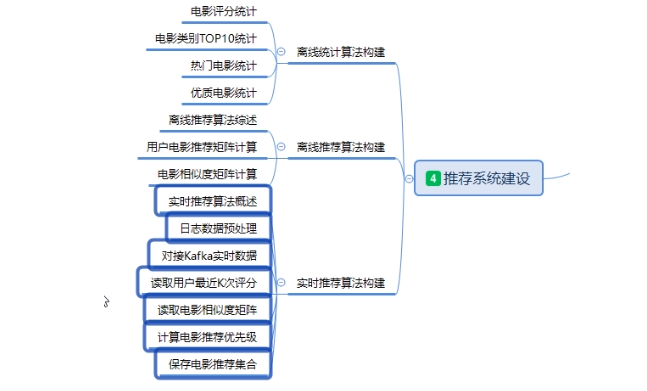 电影评分统计
电影类别TOP10统计
热门电影统计
优质电影统计
离线统计算法构建
离线推荐算法综述
用户电影推荐矩阵计算
电影相似度矩阵计算
离线推荐算法构建
实时推荐算法概述
日志数据预处理
对接Kafka实时数据
读取用户最近K次评分
读取电影相似度矩阵
计算电影推荐优先级
保存电影推荐集合
实时推荐算法构建
4 推荐系统建设